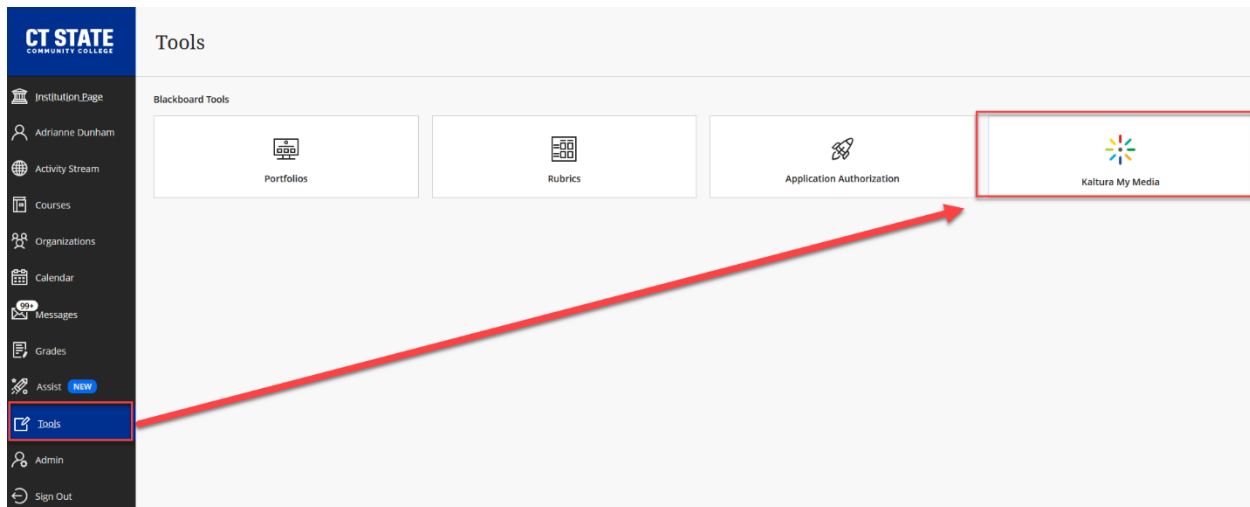 CT STATE
COMMUNITY COLLEGE
Tools
Institution Page
Adrianne Dunham
Activity Stream
Courses
Organizations
Calendar
99+
Messages
Grades
Assist NEW
Tools
Admin
Sign Out
Blackboard Tools
Portfolios
Rubrics
Application Authorization
Kaltura My Media